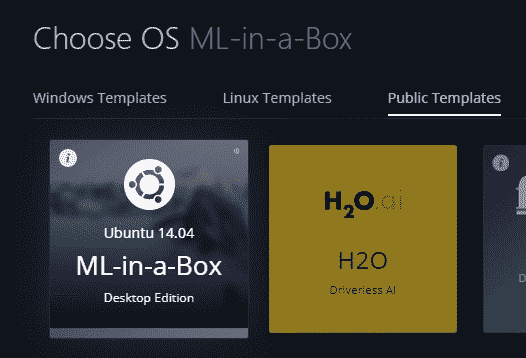 Choose OS ML-in-a-Box
Windows Templates
Linux Templates
Public Templates
Ubuntu 14.04
ML-in-a-Box
Desktop Edition
H2O.ai
H2O
Driverless AI
D